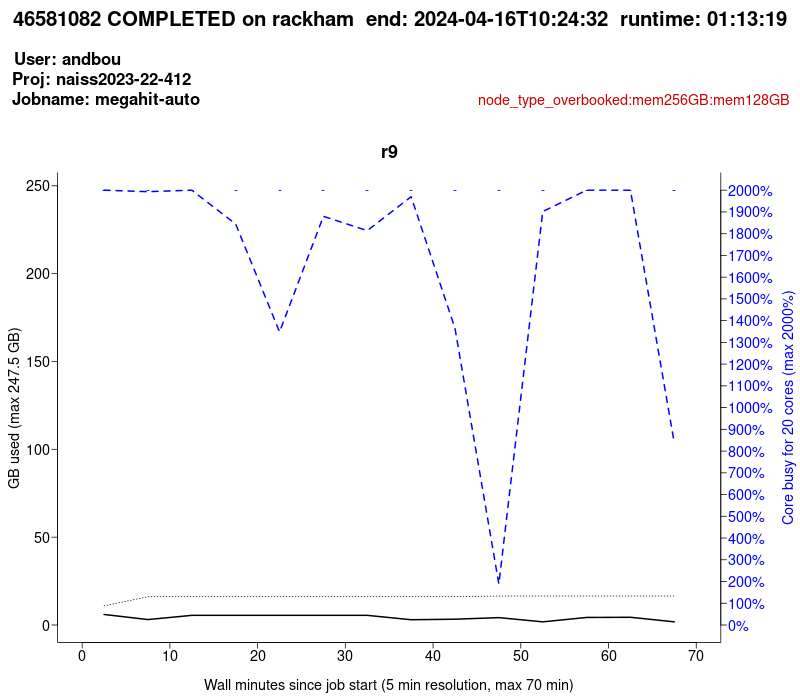 46581082 COMPLETED on rackham  end: 2024-04-16T10:24:32  runtime: 01:13:19
User: andbou
Proj: naiss2023-22-412
Jobname: megahit-auto
node_type_overbooked:mem256GB:mem128GB
r9
250
200
150
100
50
0
GB used (max 247.5 GB)
2000%
1900%
1800%
1700%
1600%
1500%
1400%
1300%
1200%
1100%
1000%
900%
800%
700%
600%
500%
400%
300%
200%
100%
0%
Core busy for 20 cores (max 2000%)
0 10 20 30 40 50 60 70
Wall minutes since job start (5 min resolution, max 70 min)